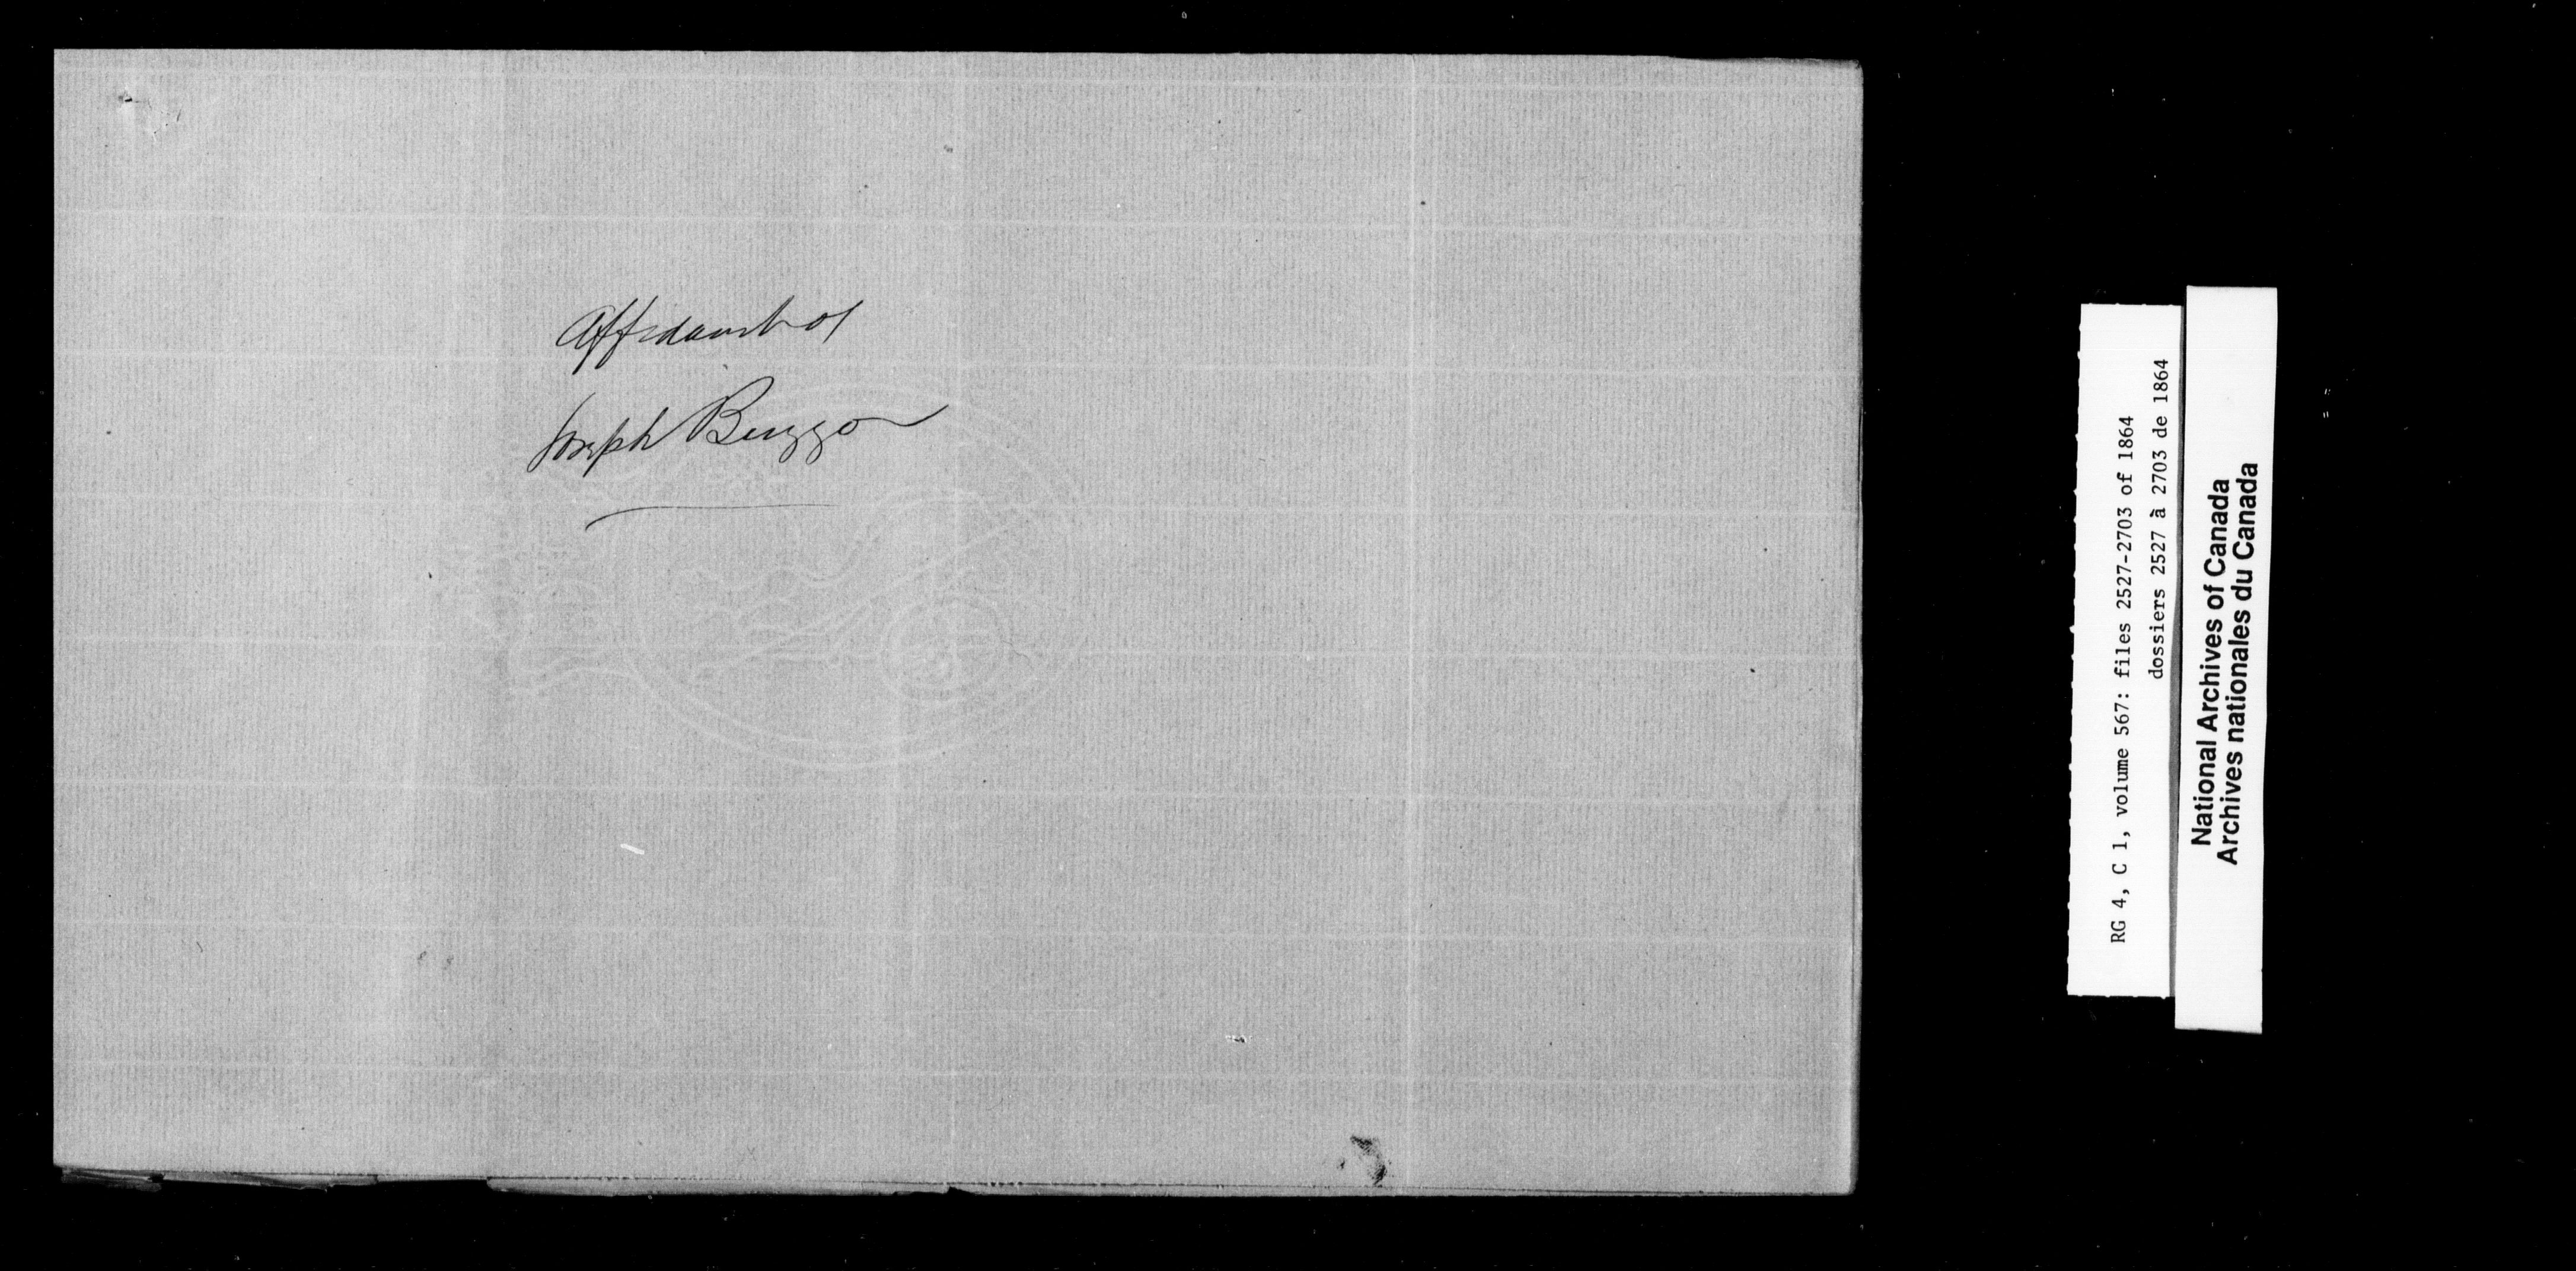 Affidavit of
Joseph
RG 4, C 1, volume 567: files 2527-2703 of 1864
dossiers 2527 à 2703 de 1864
National Archives of Canada
Archives nationales du Canada